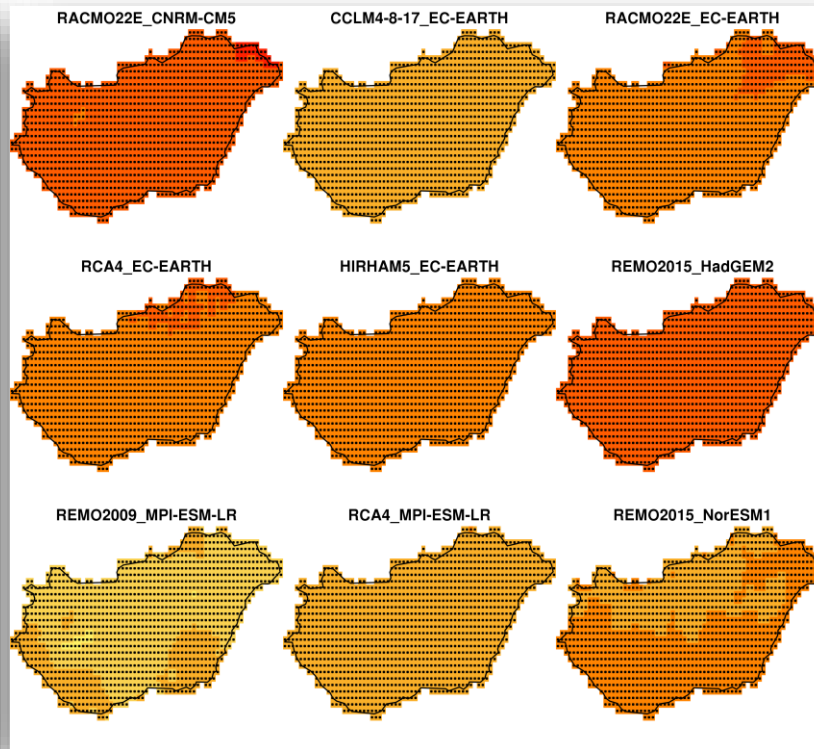 RACMO22E_CNRM-CM5
CCLM4-8-17_EC-EARTH
RACMO22E_EC-EARTH
RCA4_EC-EARTH
HIRHAM5_EC-EARTH
REMO2015_HadGEM2
REMO2009_MPI-ESM-LR
RCA4_MPI-ESM-LR
REMO2015_NorESM1